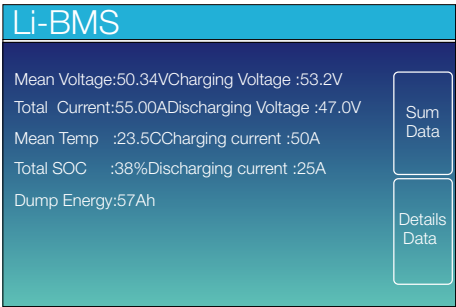 Li-BMS
Mean Voltage:50.34VCharging Voltage :53.2V
Total Current:55.00ADischarging Voltage :47.0V
Mean Temp :23.5CCharging current :50A
Total SOC :38%Discharging current :25A
Dump Energy:57Ah
Sum
Data
Details
Data